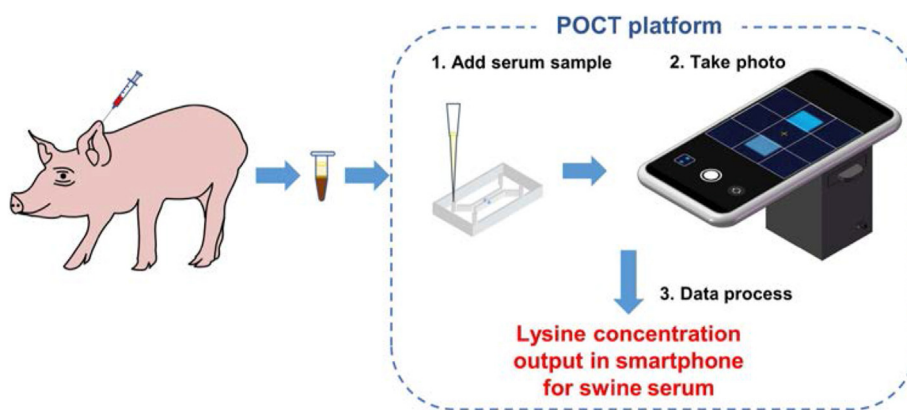 POCT platform
1. Add serum sample
2. Take photo
3. Data process
Lysine concentration
output in smartphone
for swine serum